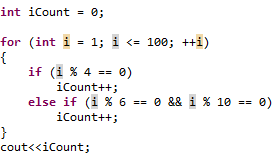 int iCount = 0;
for (int i = 1; i <= 100; ++i)
{
if (i % 4 == 0)
iCount++;
else if (i % 6 == 0 && i % 10 == 0)
iCount++;
}
cout<<iCount;